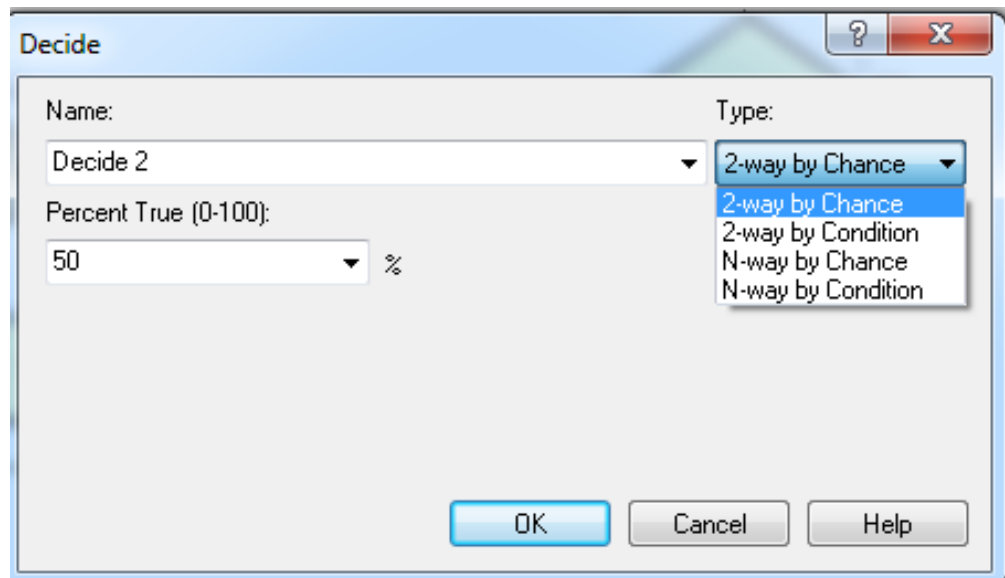 Decide
?
X
Name:
Type:
Decide 2
2-way by Chance
Percent True (0-100):
50
%
2-way by Chance
2-way by Condition
N-way by Chance
N-way by Condition
OK
Cancel
Help